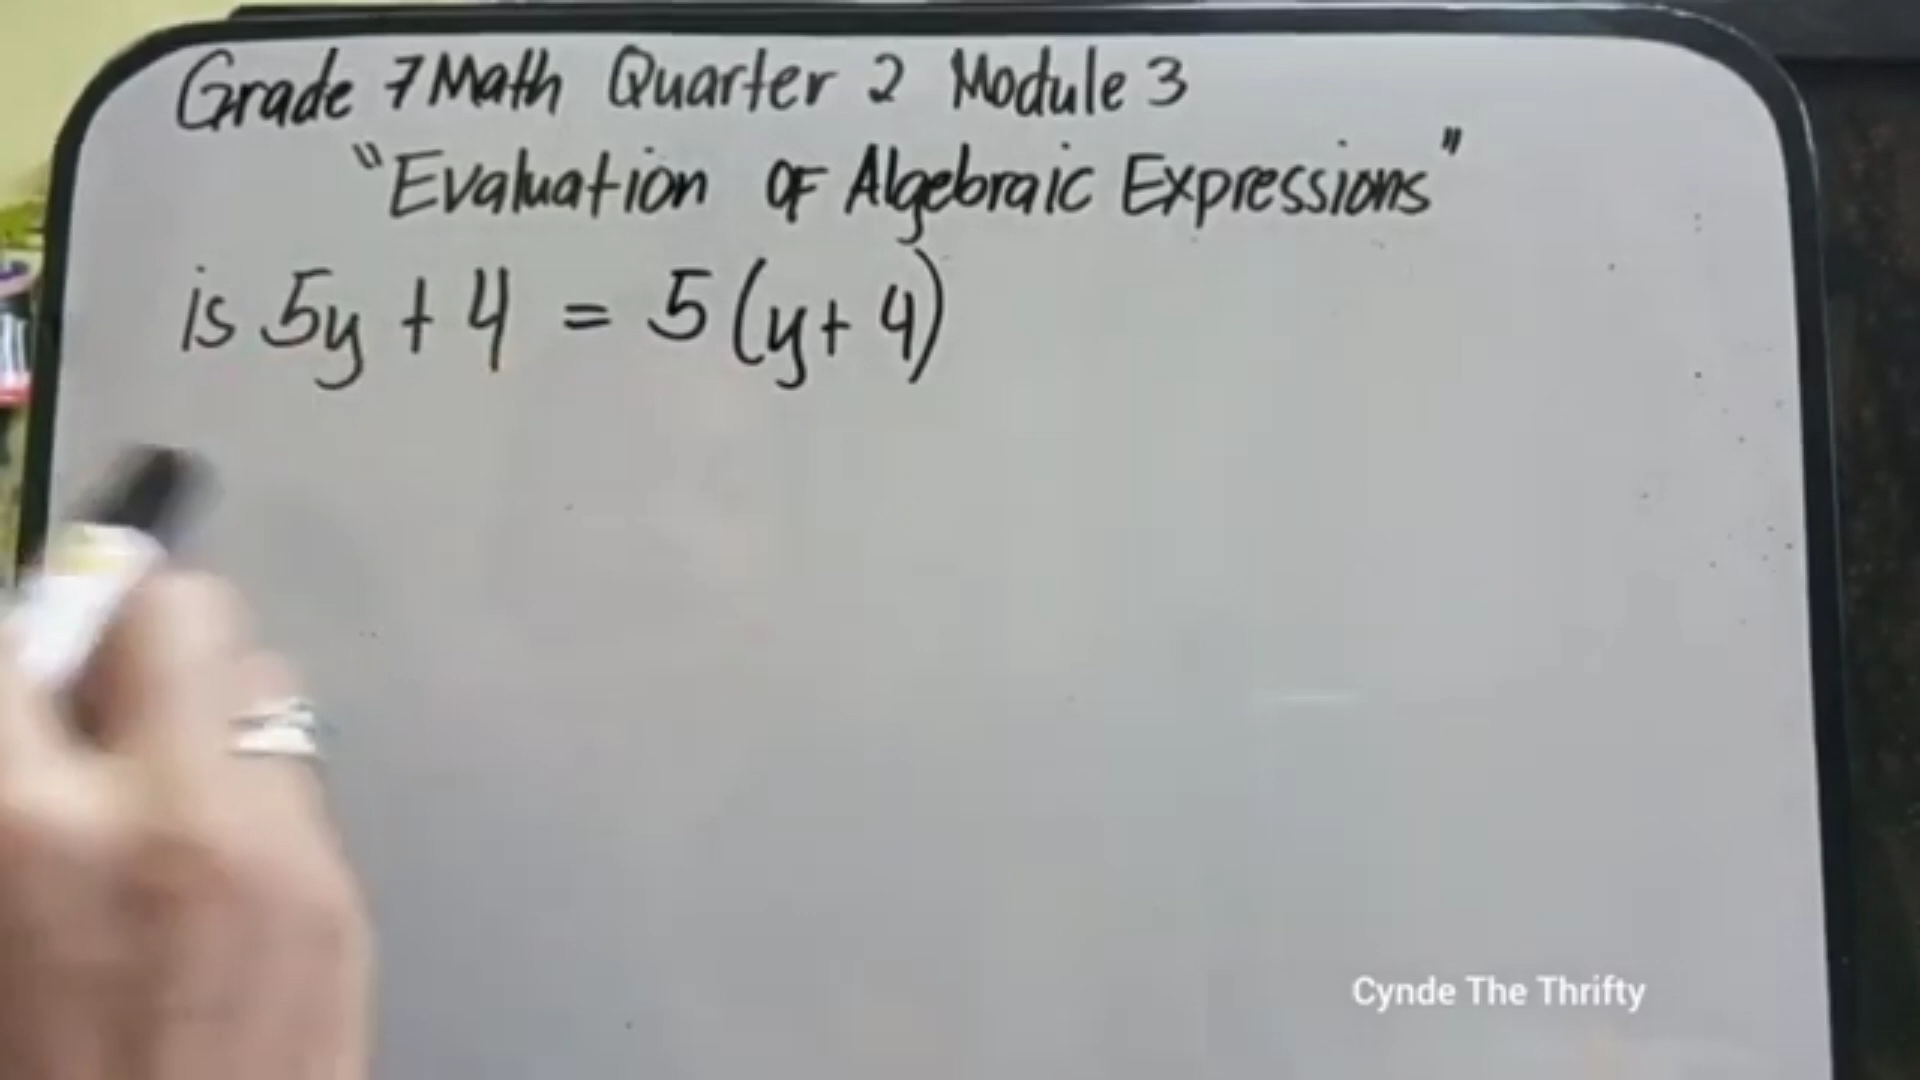 Grade 7 Math Quarter 2 Module 3
"Evaluation OF Algebraic Expressions"
is 5y + 4 = 5(y + 4)
Cynde The Thrifty